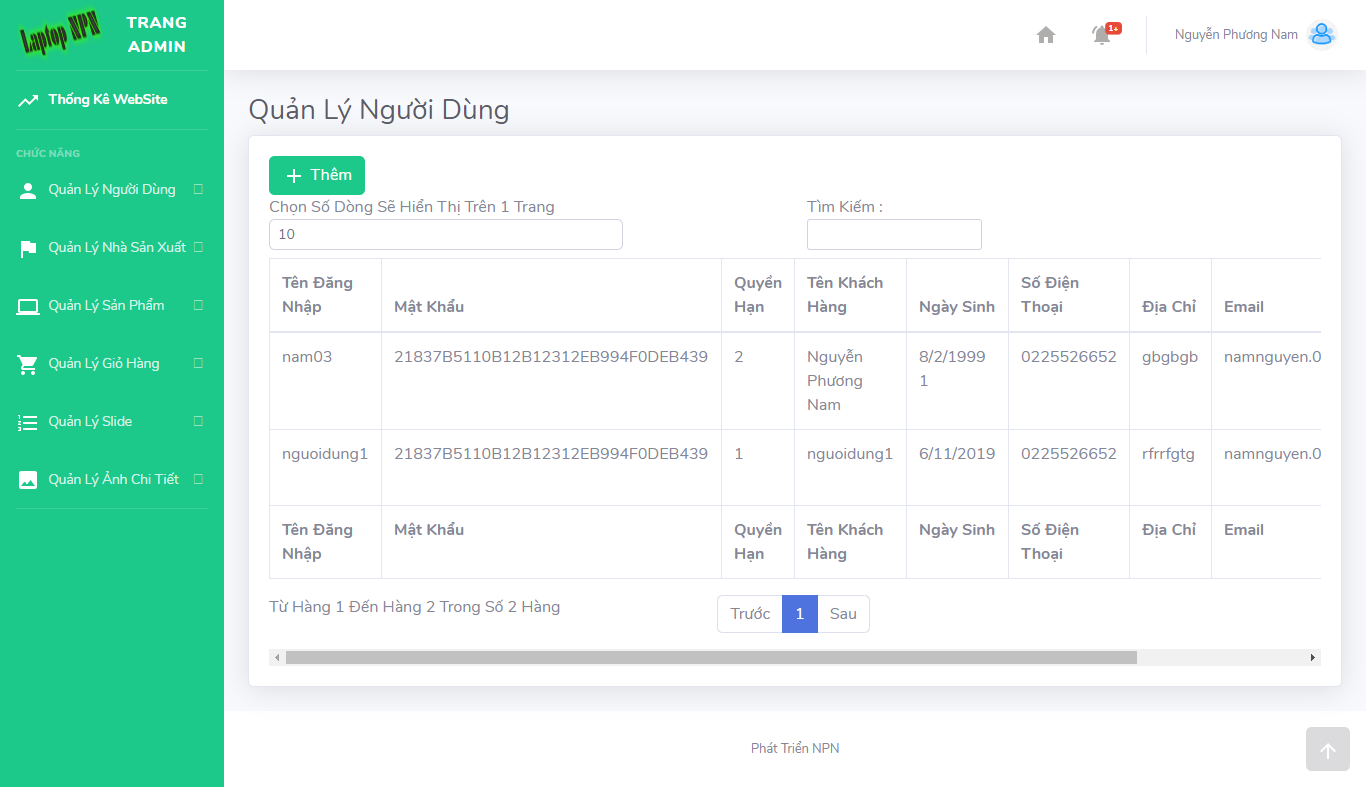 Laptop NPN
TRANG
ADMIN
Thống Kê WebSite
CHỨC NĂNG
Quản Lý Người Dùng
Quản Lý Nhà Sản Xuất
Quản Lý Sản Phẩm
Quản Lý Giỏ Hàng
Quản Lý Slide
Quản Lý Ảnh Chi Tiết
1+
Nguyễn Phương Nam
Quản Lý Người Dùng
Thêm
Chọn Số Dòng Sẽ Hiển Thị Trên 1 Trang
Tìm Kiếm :
10
Tên Đăng Nhập Mật Khẩu Quyền Hạn Tên Khách Hàng Ngày Sinh Số Điện Thoại Địa Chỉ Email
nam03 21837B5110B12B12312EB994F0DEB439 2 Nguyễn Phương Nam 8/2/1999 1 0225526652 gbgbgb namnguyen.0
nguoidung1 21837B5110B12B12312EB994F0DEB439 1 nguoidung1 6/11/2019 0225526652 rfrrfgtg namnguyen.0
Tên Đăng Nhập Mật Khẩu Quyền Hạn Tên Khách Hàng Ngày Sinh Số Điện Thoại Địa Chỉ Email
Từ Hàng 1 Đến Hàng 2 Trong Số 2 Hàng
Trước 1 Sau
Phát Triển NPN